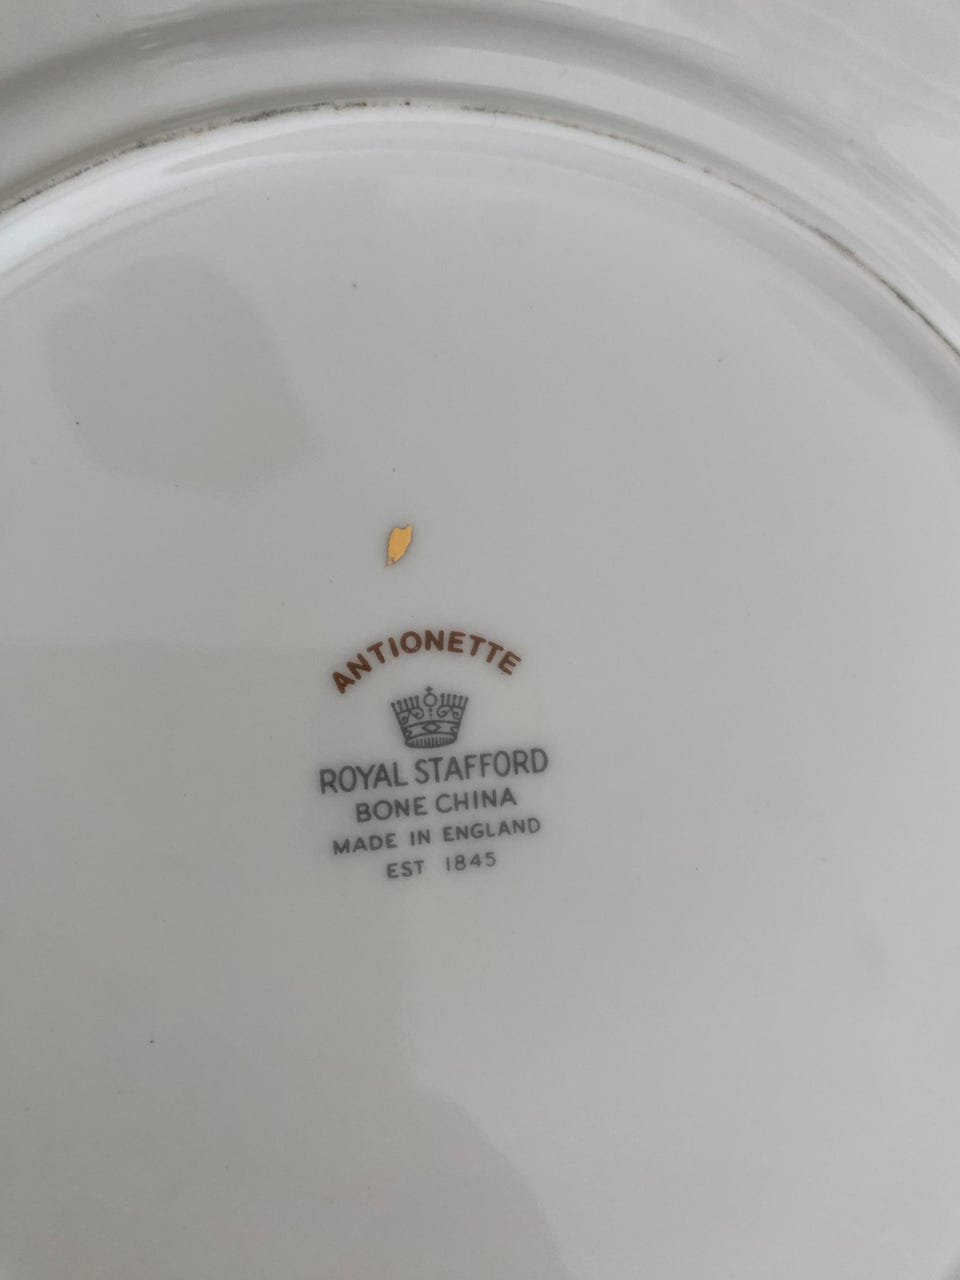 ANTIONETTE
ROYAL STAFFORD
BONE CHINA
MADE IN ENGLAND
EST 1845